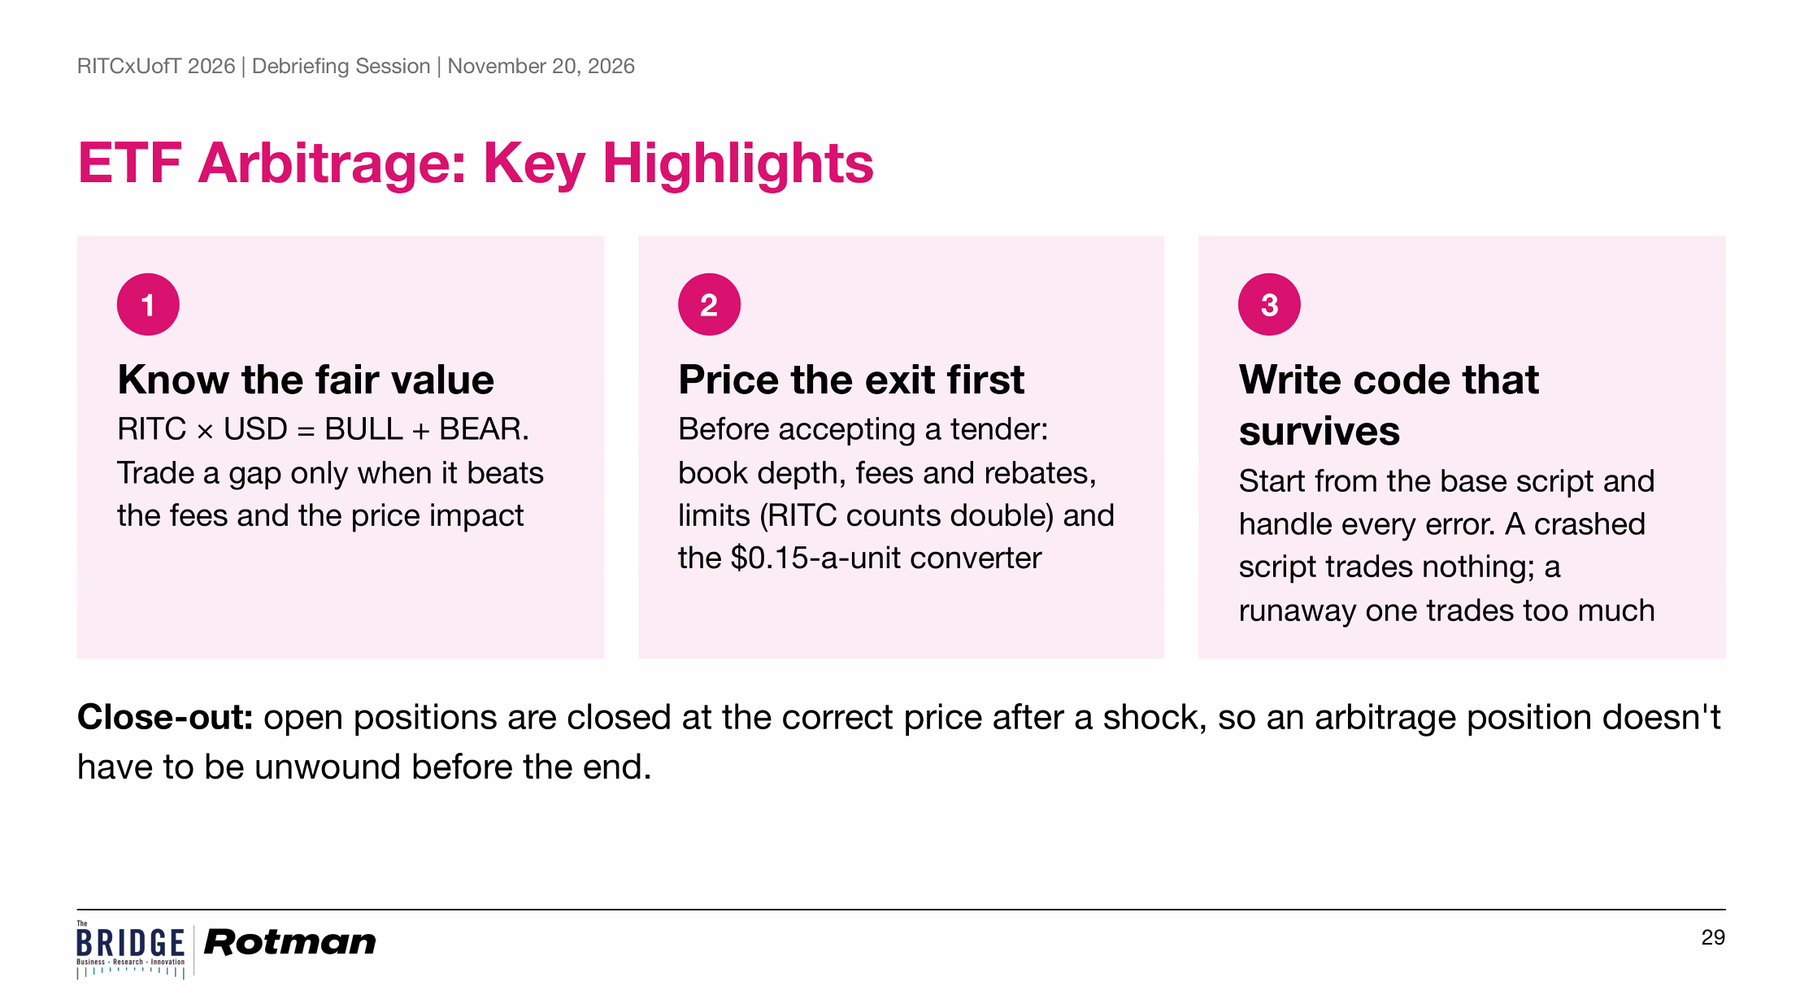 RITCxUofT 2026 | Debriefing Session | November 20, 2026
ETF Arbitrage: Key Highlights
1
Know the fair value
RITC × USD = BULL + BEAR.
Trade a gap only when it beats
the fees and the price impact
2
Price the exit first
Before accepting a tender:
book depth, fees and rebates,
limits (RITC counts double) and
the $0.15-a-unit converter
3
Write code that
survives
Start from the base script and
handle every error. A crashed
script trades nothing; a
runaway one trades too much
Close-out: open positions are closed at the correct price after a shock, so an arbitrage position doesn't
have to be unwound before the end.
The
BRIDGE
Business - Research - Innovation
Rotman
29